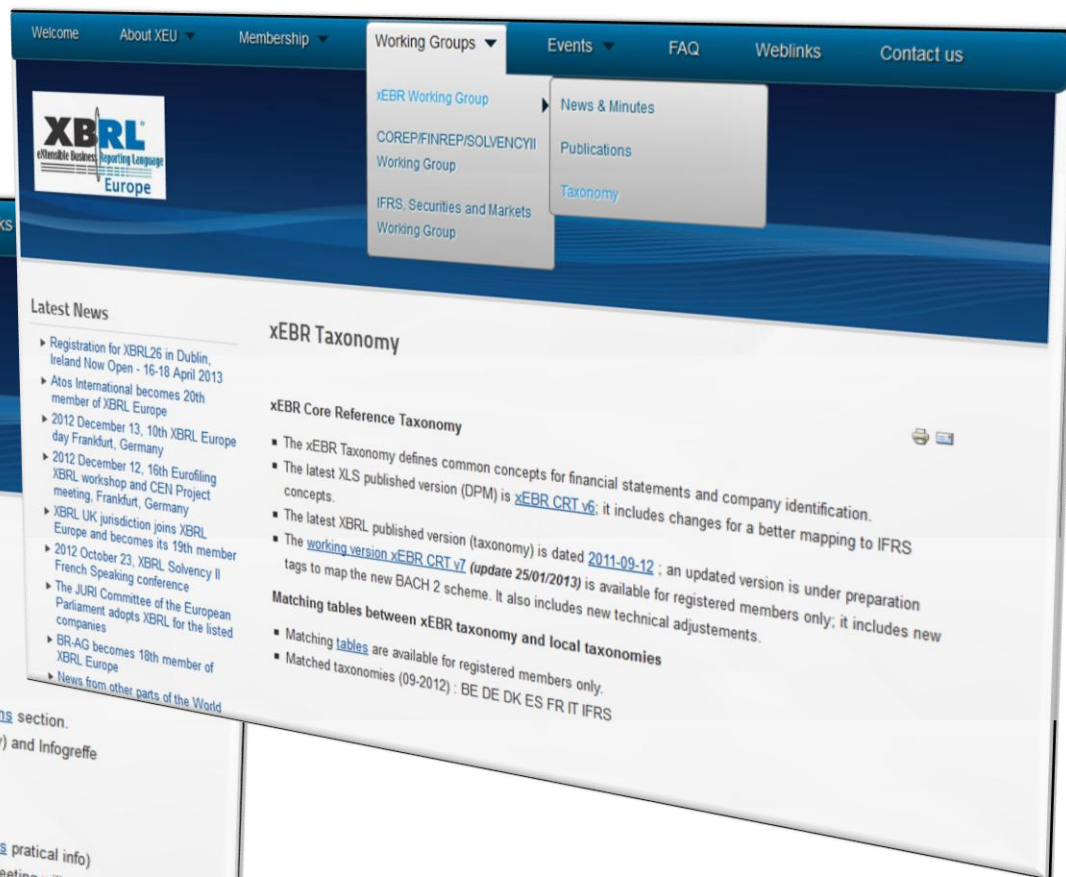 Welcome
About XEU
Membership
Working Groups
Events
FAQ
Weblinks
Contact us
XBRL
eXtensible Business Reporting Language
Europe
xEBR Working Group
COREP/FINREP/SOLVENCYII
Working Group
IFRS, Securities and Markets
Working Group
News & Minutes
Publications
Taxonomy
Latest News
Registration for XBRL26 in Dublin,
Ireland Now Open - 16-18 April 2013
Atos International becomes 20th
member of XBRL Europe
2012 December 13, 10th XBRL Europe
day Frankfurt, Germany
2012 December 12, 16th Eurofiling
XBRL workshop and CEN Project
meeting, Frankfurt, Germany
XBRL UK jurisdiction joins XBRL
Europe and becomes its 19th member
2012 October 23, XBRL Solvency II
French Speaking conference
The JURI Committee of the European
Parliament adopts XBRL for the listed
companies
BR-AG becomes 18th member of
XBRL Europe
News from other parts of the World
xEBR Taxonomy
xEBR Core Reference Taxonomy
The xEBR Taxonomy defines common concepts for financial statements and company identification.
The latest XLS published version (DPM) is xEBR CRT v6; it includes changes for a better mapping to IFRS
concepts.
The latest XBRL published version (taxonomy) is dated 2011-09-12 ; an updated version is under preparation
The working version xEBR CRT v7 (update 25/01/2013) is available for registered members only; it includes new
tags to map the new BACH 2 scheme. It also includes new technical adjustements.
Matching tables between xEBR taxonomy and local taxonomies
Matching tables are available for registered members only.
Matched taxonomies (09-2012) : BE DE DK ES FR IT IFRS
section.
and Infogreffe
pratical info)